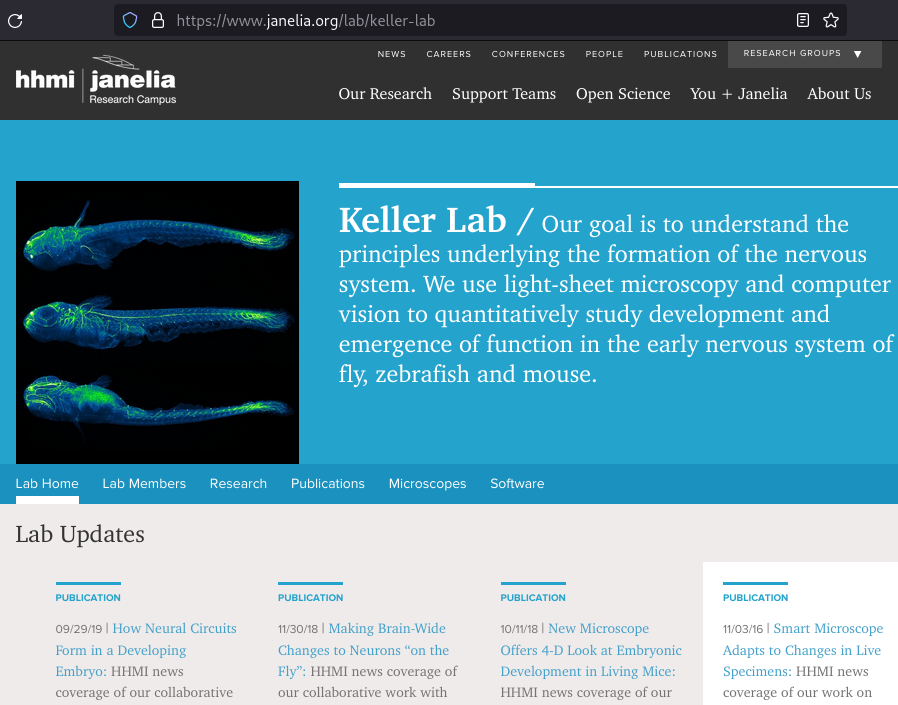 https://www.janelia.org/lab/keller-lab
NEWS CAREERS CONFERENCES PEOPLE PUBLICATIONS RESEARCH GROUPS ▼
hhmi | janelia
Research Campus
Our Research Support Teams Open Science You + Janelia About Us
Keller Lab / Our goal is to understand the
principles underlying the formation of the nervous
system. We use light-sheet microscopy and computer
vision to quantitatively study development and
emergence of function in the early nervous system of
fly, zebrafish and mouse.
Lab Home Lab Members Research Publications Microscopes Software
Lab Updates
PUBLICATION
09/29/19 | How Neural Circuits
Form in a Developing
Embryo: HHMI news
coverage of our collaborative
PUBLICATION
11/30/18 | Making Brain-Wide
Changes to Neurons “on the
Fly”: HHMI news coverage of
our collaborative work with
PUBLICATION
10/11/18 | New Microscope
Offers 4-D Look at Embryonic
Development in Living Mice:
HHMI news coverage of our
PUBLICATION
11/03/16 | Smart Microscope
Adapts to Changes in Live
Specimens: HHMI news
coverage of our work on